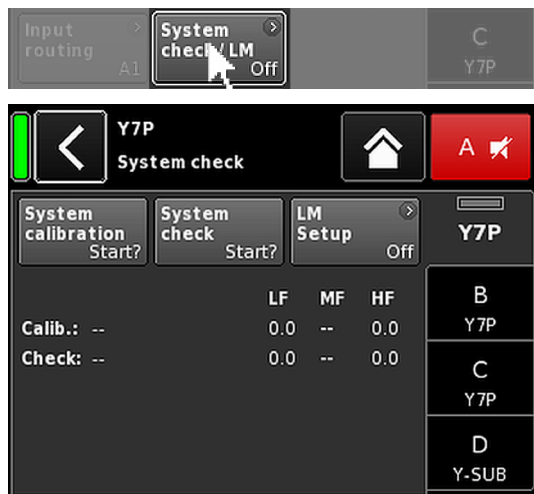 Input
routing
A1
System
check/LM
Off
C
Y7P
Y7P
System check
A
System
calibration
Start?
System
check
Start?
LM
Setup
Off
Y7P
LF MF HF
Calib.: -- 0.0 -- 0.0
Check: -- 0.0 -- 0.0
B
Y7P
C
Y7P
D
Y-SUB